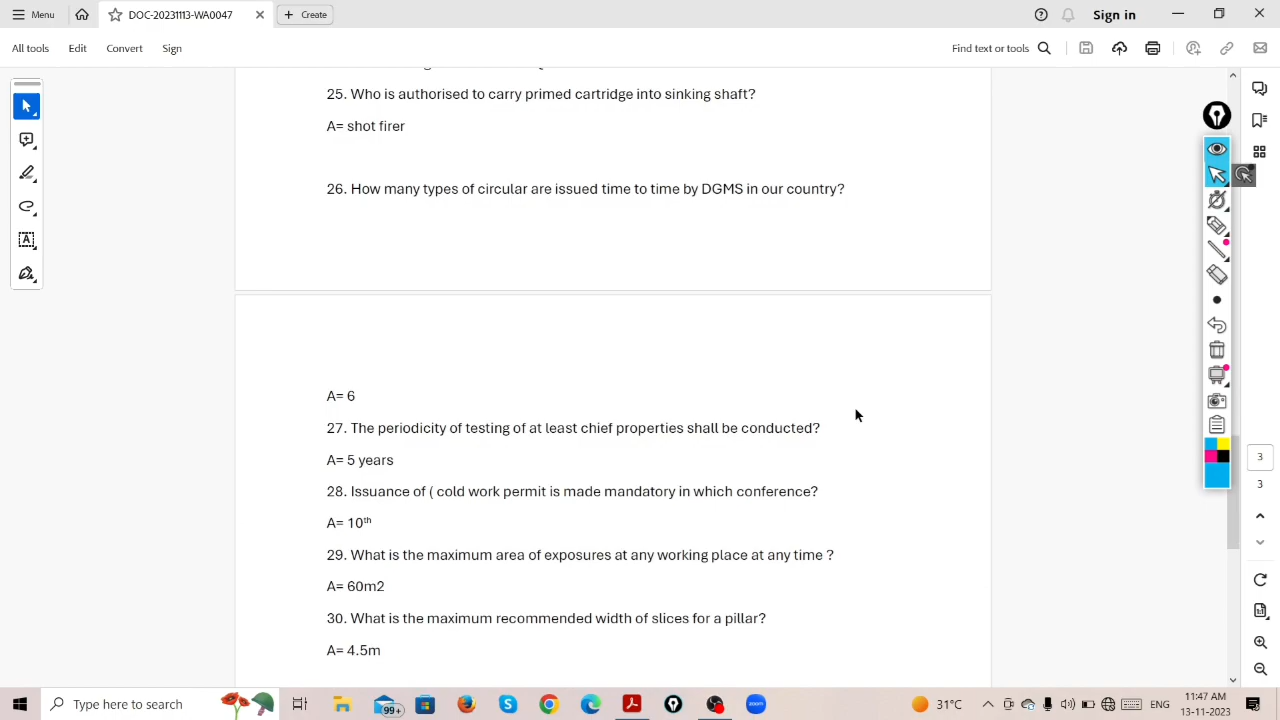 Menu
DOC-20231113-WA0047
Create
Sign in
All tools
Edit
Convert
Sign
Find text or tools
25. Who is authorised to carry primed cartridge into sinking shaft?
A= shot firer
26. How many types of circular are issued time to time by DGMS in our country?
A= 6
27. The periodicity of testing of at least chief properties shall be conducted?
A= 5 years
28. Issuance of ( cold work permit is made mandatory in which conference?
A= 10th
29. What is the maximum area of exposures at any working place at any time ?
A= 60m2
30. What is the maximum recommended width of slices for a pillar?
A= 4.5m
3
3
Type here to search
99+
zoom
31°C
ENG
11:47 AM
13-11-2023